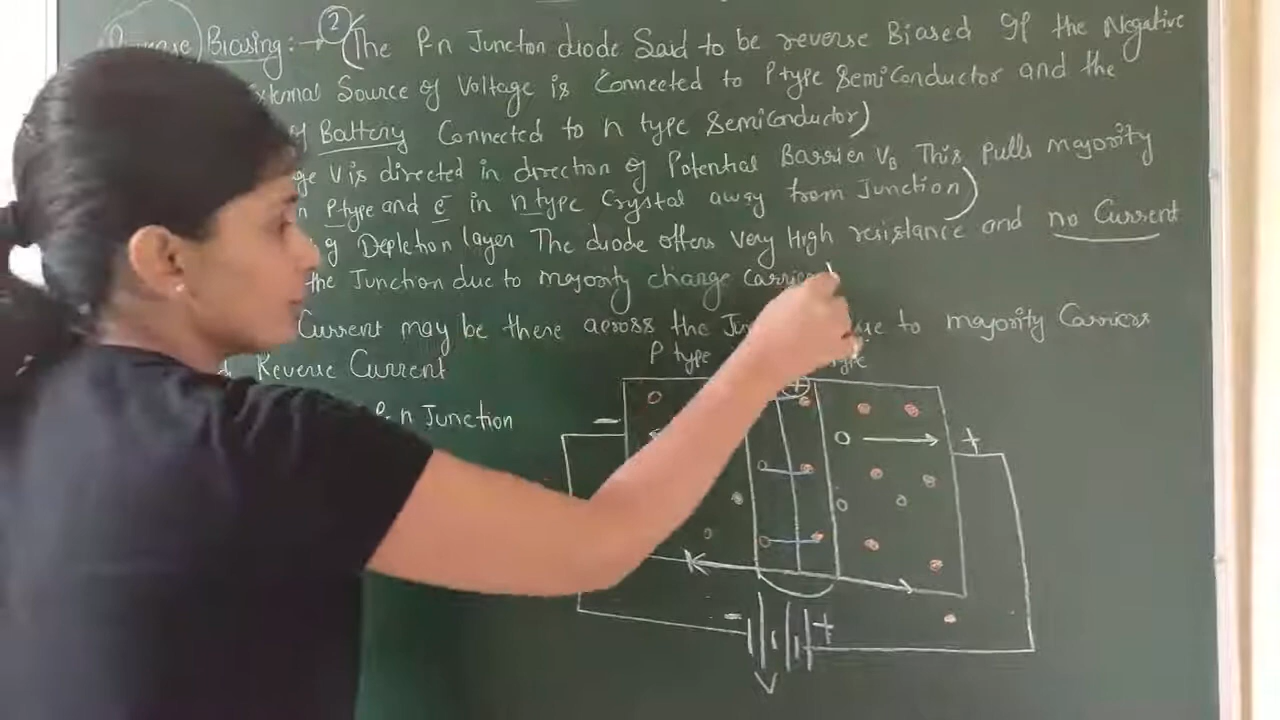 Biasing:→ ② (The P-n Junction diode Said to be reverse Biased If the Negative
External Source of Voltage is Connected to P type Semiconductor and the
of Battery Connected to n type Semiconductor)
V is directed in direction of Potential Barrier VB This pulls majority
P type and e⁻ in n type Crystal away from Junction)
Depletion layer The diode offers Very High resistance and no Current
the Junction due to majority charge
Current may be there across the to majority Carriers
Reverse Current
P type
n Junction
+
−
+
− +
V